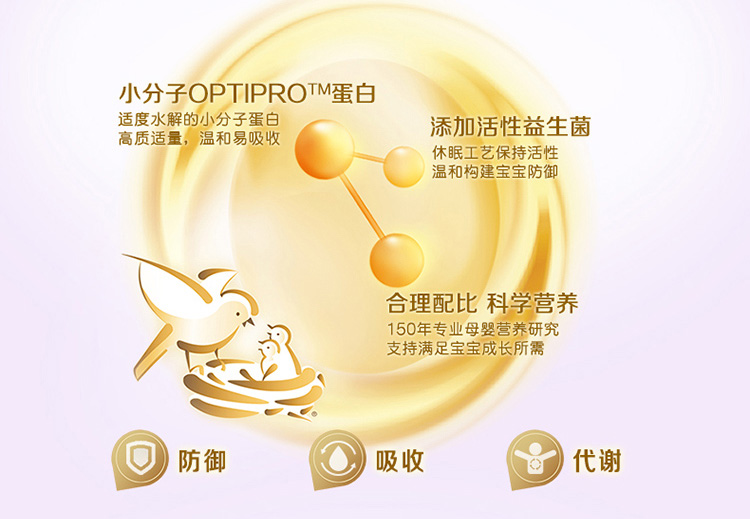 小分子OPTIPRO™蛋白
适度水解的小分子蛋白
高质适量，温和易吸收
添加活性益生菌
休眠工艺保持活性
温和构建宝宝防御
合理配比 科学营养
150年专业母婴营养研究
支持满足宝宝成长所需
®
防御
吸收
代谢